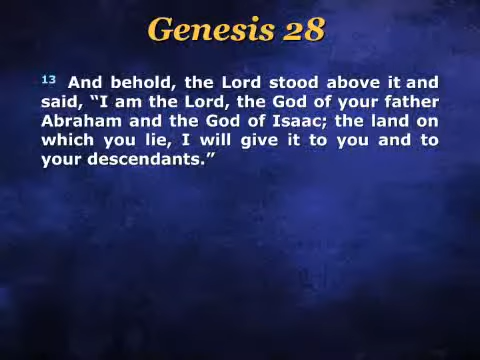 Genesis 28
13 And behold, the Lord stood above it and
said, “I am the Lord, the God of your father
Abraham and the God of Isaac; the land on
which you lie, I will give it to you and to
your descendants.”